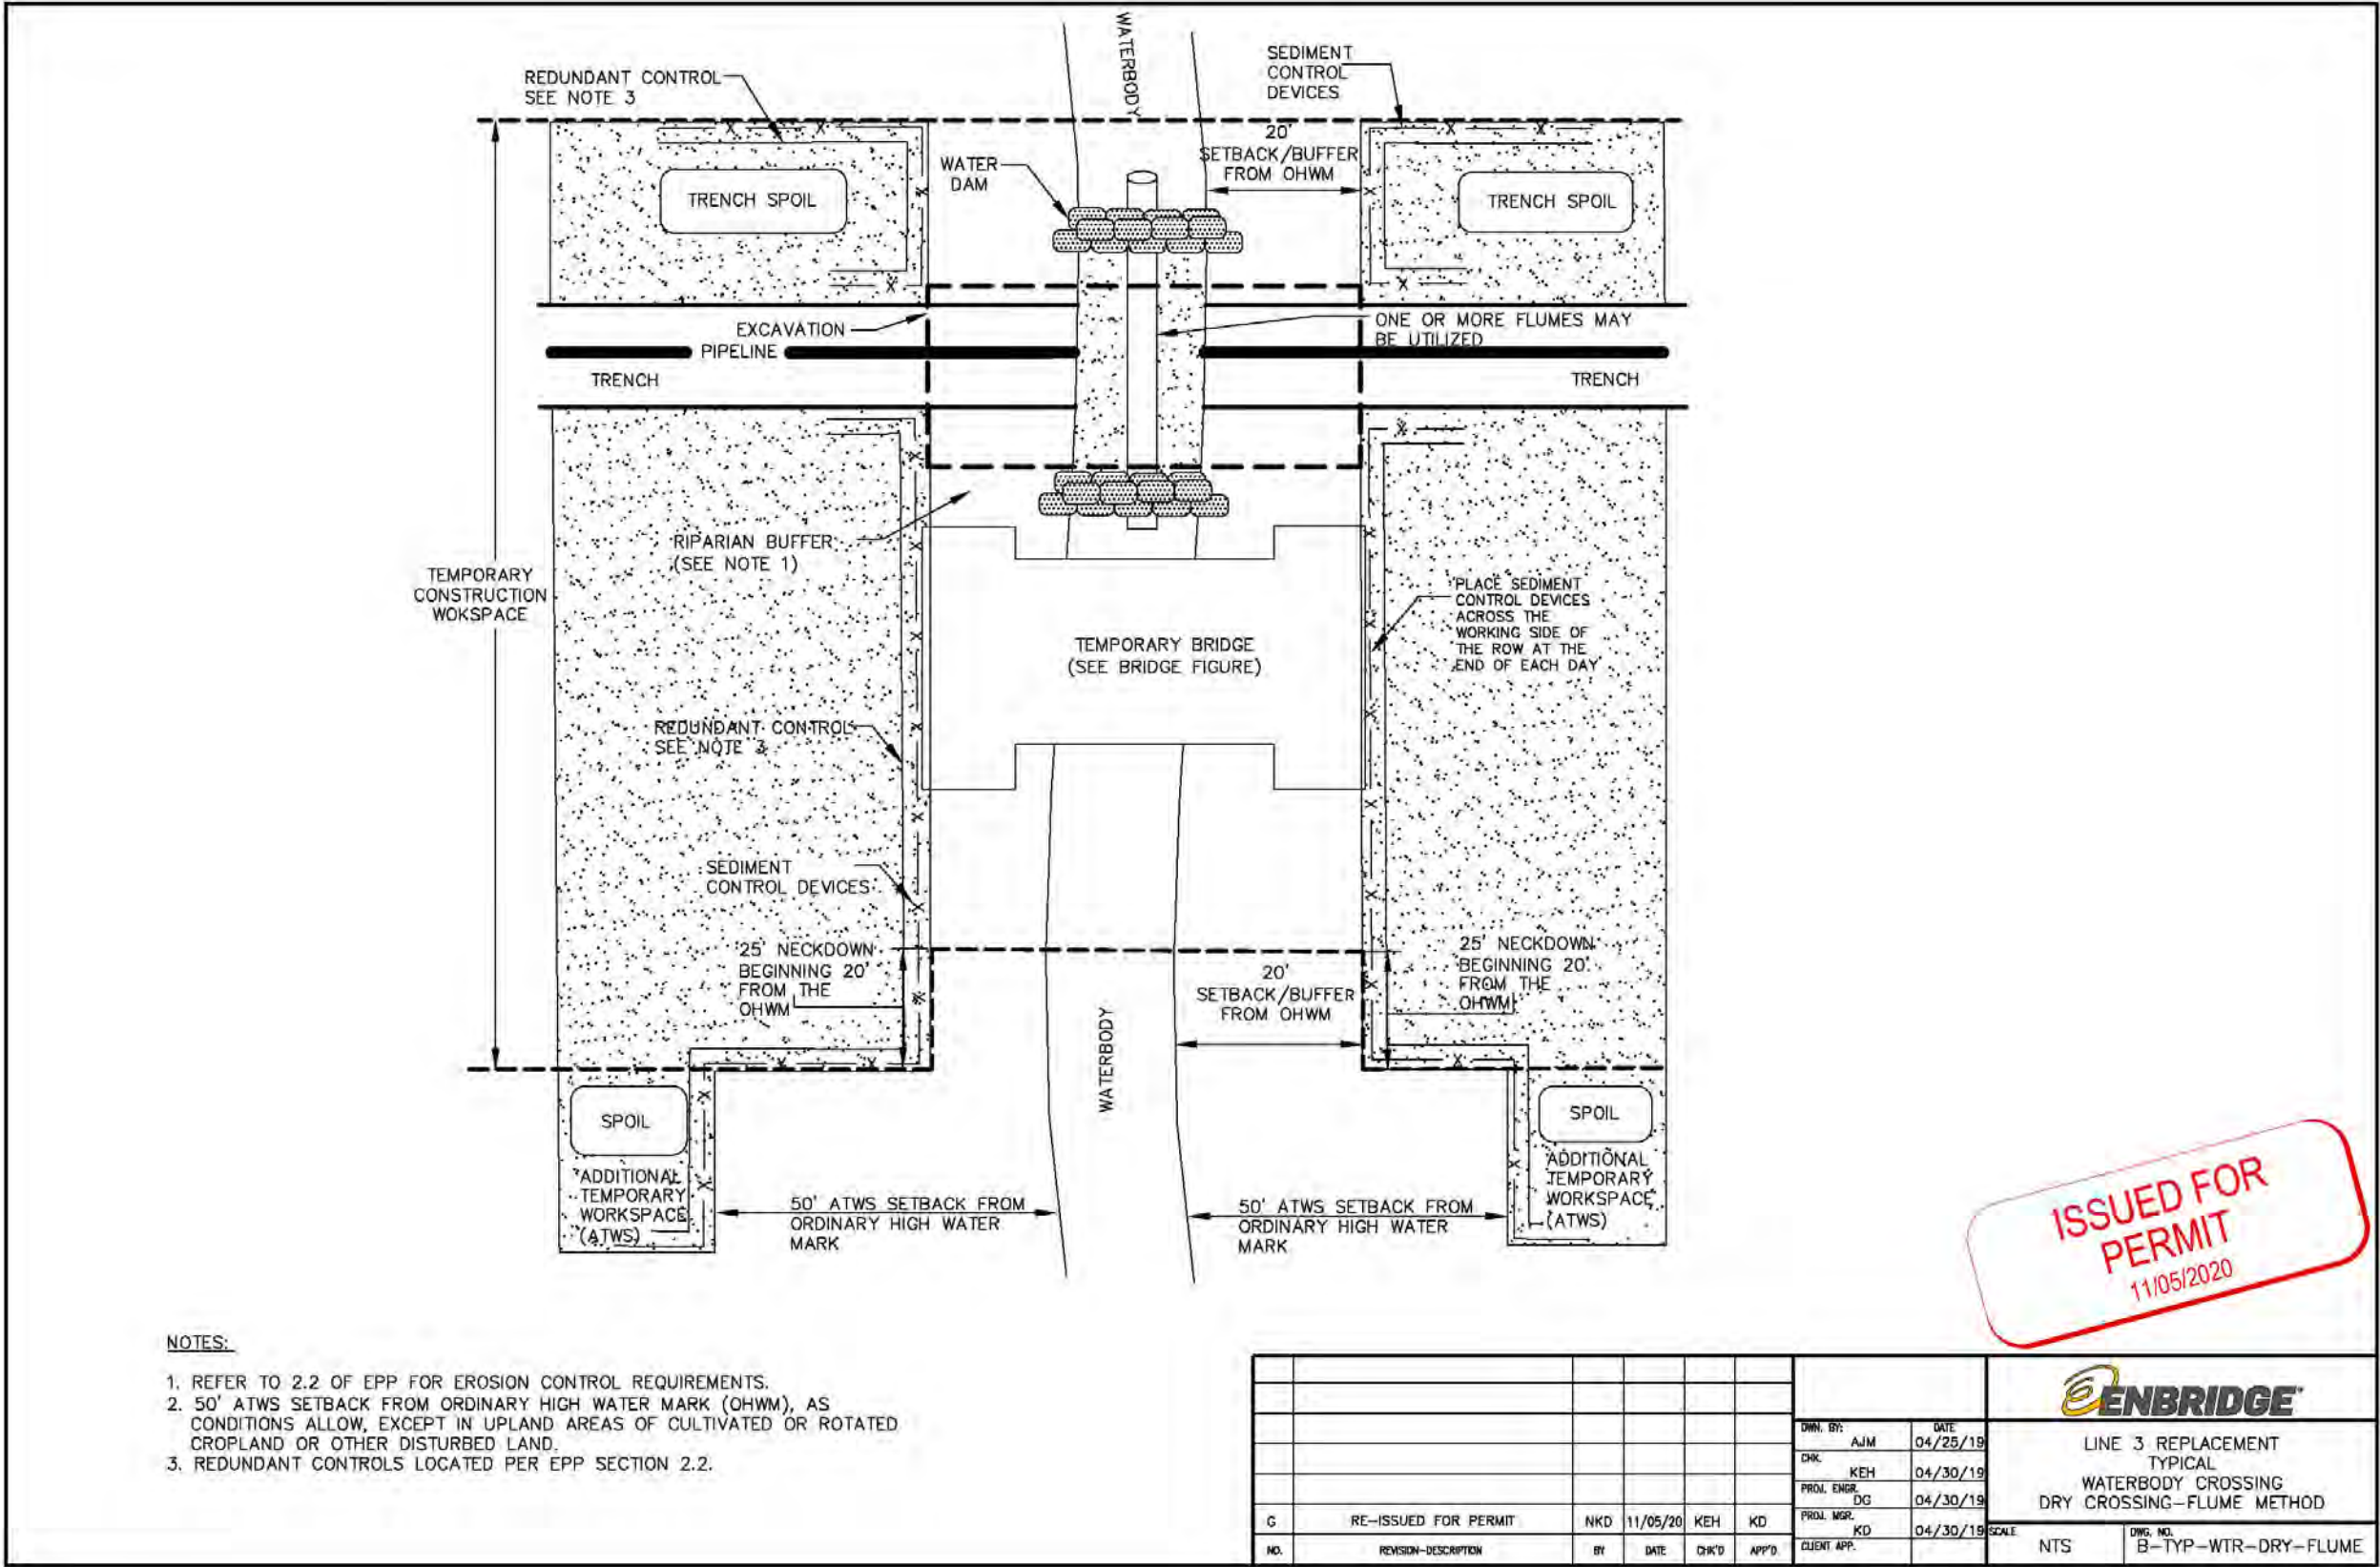 WATERBODY
REDUNDANT CONTROL
SEE NOTE 3
SEDIMENT
CONTROL
DEVICES
WATER
DAM
20'
SETBACK/BUFFER
FROM OHWM
TRENCH SPOIL
TRENCH SPOIL
EXCAVATION
PIPELINE
TRENCH
ONE OR MORE FLUMES MAY
BE UTILIZED
TRENCH
RIPARIAN BUFFER
(SEE NOTE 1)
TEMPORARY
CONSTRUCTION
WOKSPACE
TEMPORARY BRIDGE
(SEE BRIDGE FIGURE)
PLACE SEDIMENT
CONTROL DEVICES
ACROSS THE
WORKING SIDE OF
THE ROW AT THE
END OF EACH DAY
REDUNDANT CONTROL
SEE NOTE 3
SEDIMENT
CONTROL DEVICES
25' NECKDOWN
BEGINNING 20'
FROM THE
OHWM
20'
SETBACK/BUFFER
FROM OHWM
25' NECKDOWN
BEGINNING 20'
FROM THE
OHWM
WATERBODY
SPOIL
ADDITIONAL
TEMPORARY
WORKSPACE
(ATWS)
50' ATWS SETBACK FROM
ORDINARY HIGH WATER
MARK
50' ATWS SETBACK FROM
ORDINARY HIGH WATER
MARK
SPOIL
ADDITIONAL
TEMPORARY
WORKSPACE
(ATWS)
ISSUED FOR
PERMIT
11/05/2020
NOTES:
1. REFER TO 2.2 OF EPP FOR EROSION CONTROL REQUIREMENTS.
2. 50' ATWS SETBACK FROM ORDINARY HIGH WATER MARK (OHWM), AS
CONDITIONS ALLOW, EXCEPT IN UPLAND AREAS OF CULTIVATED OR ROTATED
CROPLAND OR OTHER DISTURBED LAND.
3. REDUNDANT CONTROLS LOCATED PER EPP SECTION 2.2.
G RE-ISSUED FOR PERMIT NKD 11/05/20 KEH KD
NO. REVISION-DESCRIPTION BY DATE CHK'D APP'D
DWN. BY: DATE
AJM 04/25/19
CHK.
KEH 04/30/19
PROJ. ENGR.
DG 04/30/19
PROJ. MGR.
KD 04/30/19
CLIENT APP.
ENBRIDGE
LINE 3 REPLACEMENT
TYPICAL
WATERBODY CROSSING
DRY CROSSING-FLUME METHOD
SCALE
NTS
DWG. NO.
B-TYP-WTR-DRY-FLUME